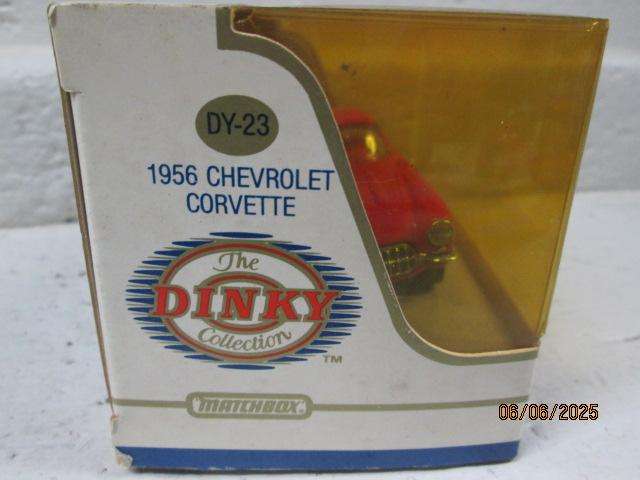 DY-23
1956 CHEVROLET
CORVETTE
The
DINKY
Collection
TM
MATCHBOX
06/06/2025